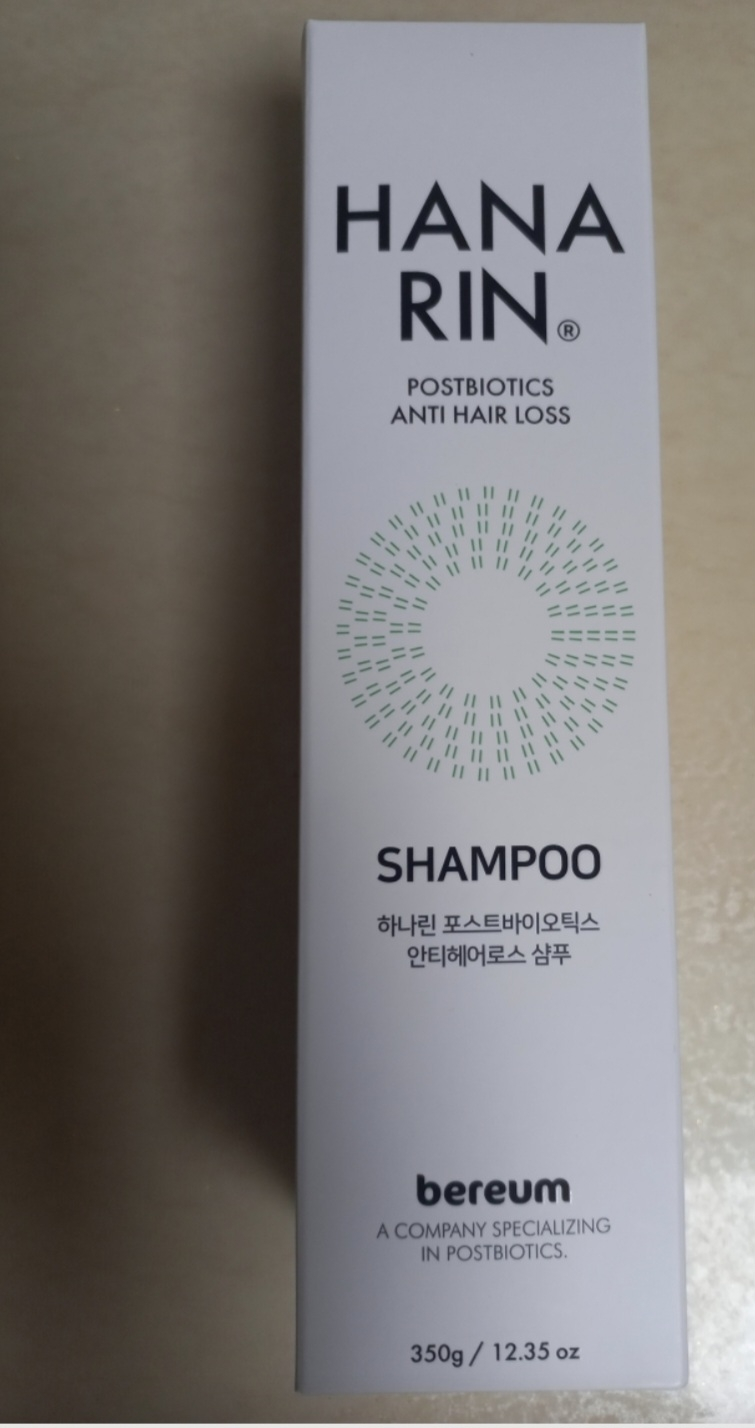 HANA
RIN®
POSTBIOTICS
ANTI HAIR LOSS
SHAMPOO
하나린 포스트바이오틱스
안티헤어로스 샴푸
bereum
A COMPANY SPECIALIZING
IN POSTBIOTICS.
350g / 12.35 oz